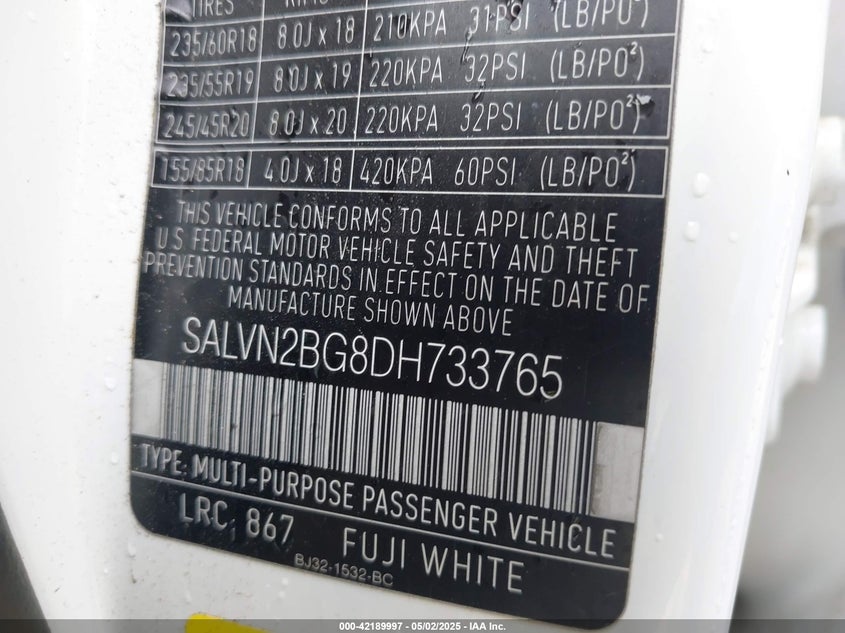 TIRES
235/60R18 8.0J x 18 210KPA 31PSI (LB/PO²)
235/55R19 8.0J x 19 220KPA 32PSI (LB/PO²)
245/45R20 8.0J x 20 220KPA 32PSI (LB/PO²)
155/85R18 4.0J x 18 420KPA 60PSI (LB/PO²)
THIS VEHICLE CONFORMS TO ALL APPLICABLE
U.S. FEDERAL MOTOR VEHICLE SAFETY AND THEFT
PREVENTION STANDARDS IN EFFECT ON THE DATE OF
MANUFACTURE SHOWN ABOVE
SALVN2BG8DH733765
TYPE: MULTI-PURPOSE PASSENGER VEHICLE
LRC 867 FUJI WHITE
BJ32-1532-BC
000-42189997 - 05/02/2025 - IAA Inc.